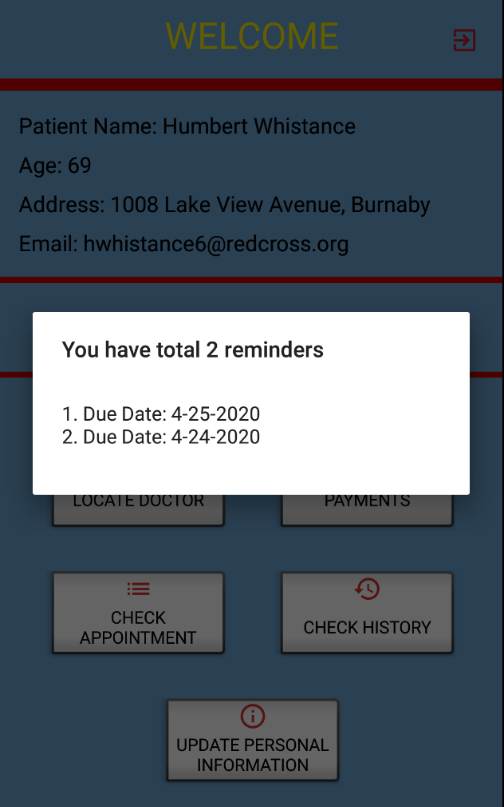 WELCOME
Patient Name: Humbert Whistance
Age: 69
Address: 1008 Lake View Avenue, Burnaby
Email: hwhistance6@redcross.org
You have total 2 reminders
1. Due Date: 4-25-2020
2. Due Date: 4-24-2020
LOCATE DOCTOR
PAYMENTS
CHECK
APPOINTMENT
CHECK HISTORY
UPDATE PERSONAL
INFORMATION